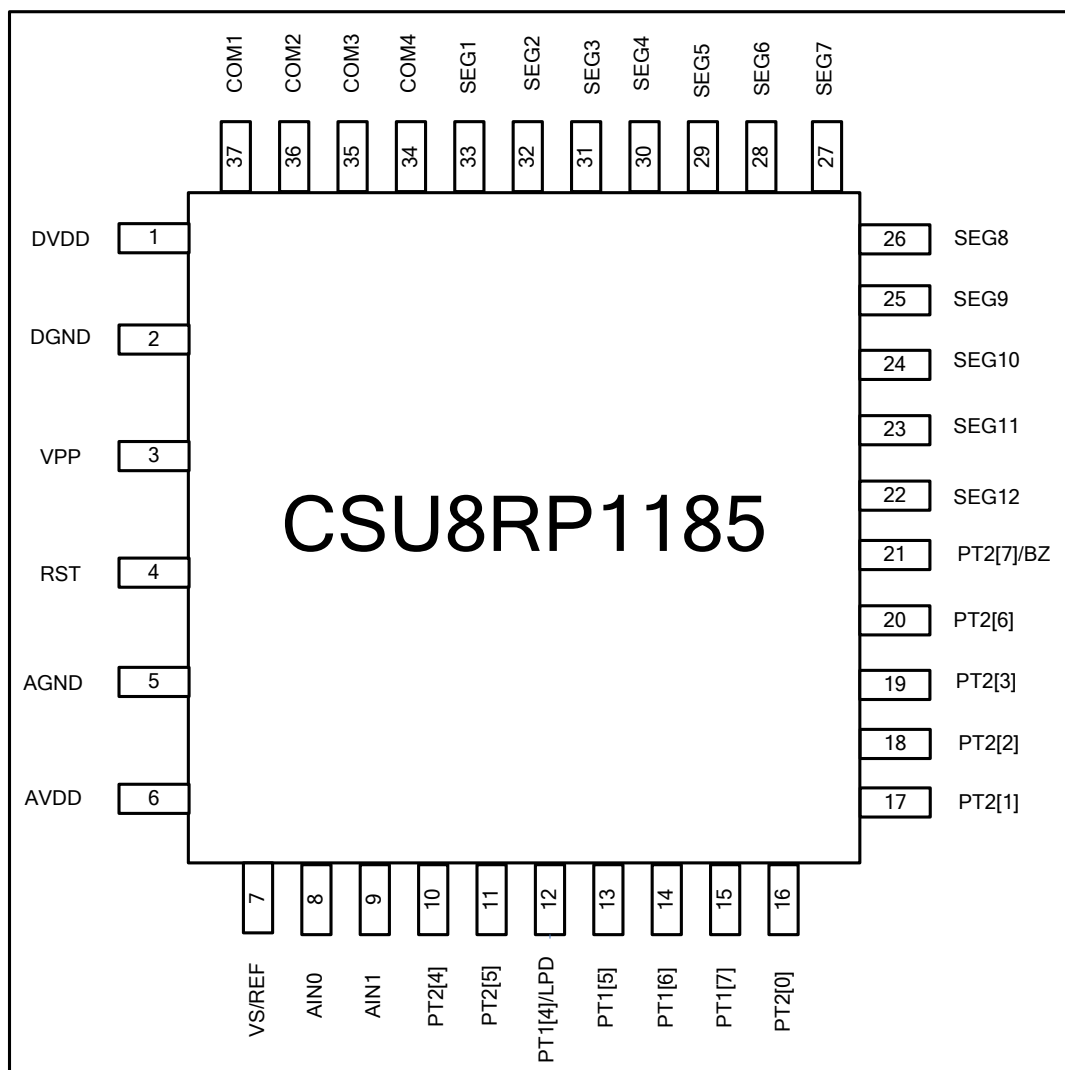 COM1
COM2
COM3
COM4
SEG1
SEG2
SEG3
SEG4
SEG5
SEG6
SEG7
37
36
35
34
33
32
31
30
29
28
27
DVDD 1
DGND 2
VPP 3
RST 4
AGND 5
AVDD 6
CSU8RP1185
26 SEG8
25 SEG9
24 SEG10
23 SEG11
22 SEG12
21 PT2[7]/BZ
20 PT2[6]
19 PT2[3]
18 PT2[2]
17 PT2[1]
7
8
9
10
11
12
13
14
15
16
VS/REF
AIN0
AIN1
PT2[4]
PT2[5]
PT1[4]/LPD
PT1[5]
PT1[6]
PT1[7]
PT2[0]